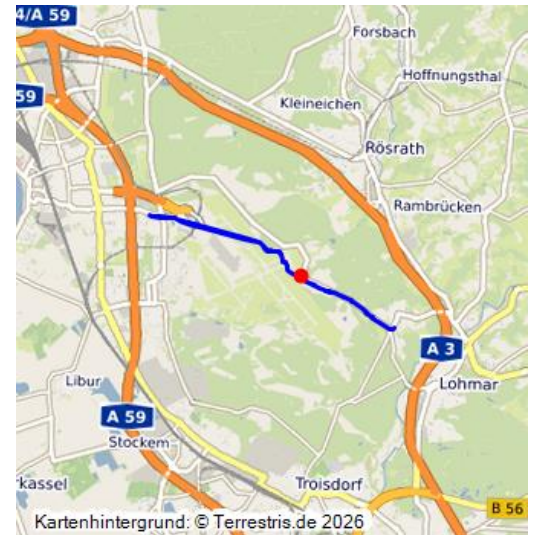 4/A 59
Forsbach
Hoffnungsthal
59
Kleineichen
Rösrath
Rambrücken
A 3
Libur
Lohmar
A 59
Stockem
rkassel
Troisdorf
B 56
Kartenhintergrund: © Terrestris.de 2026